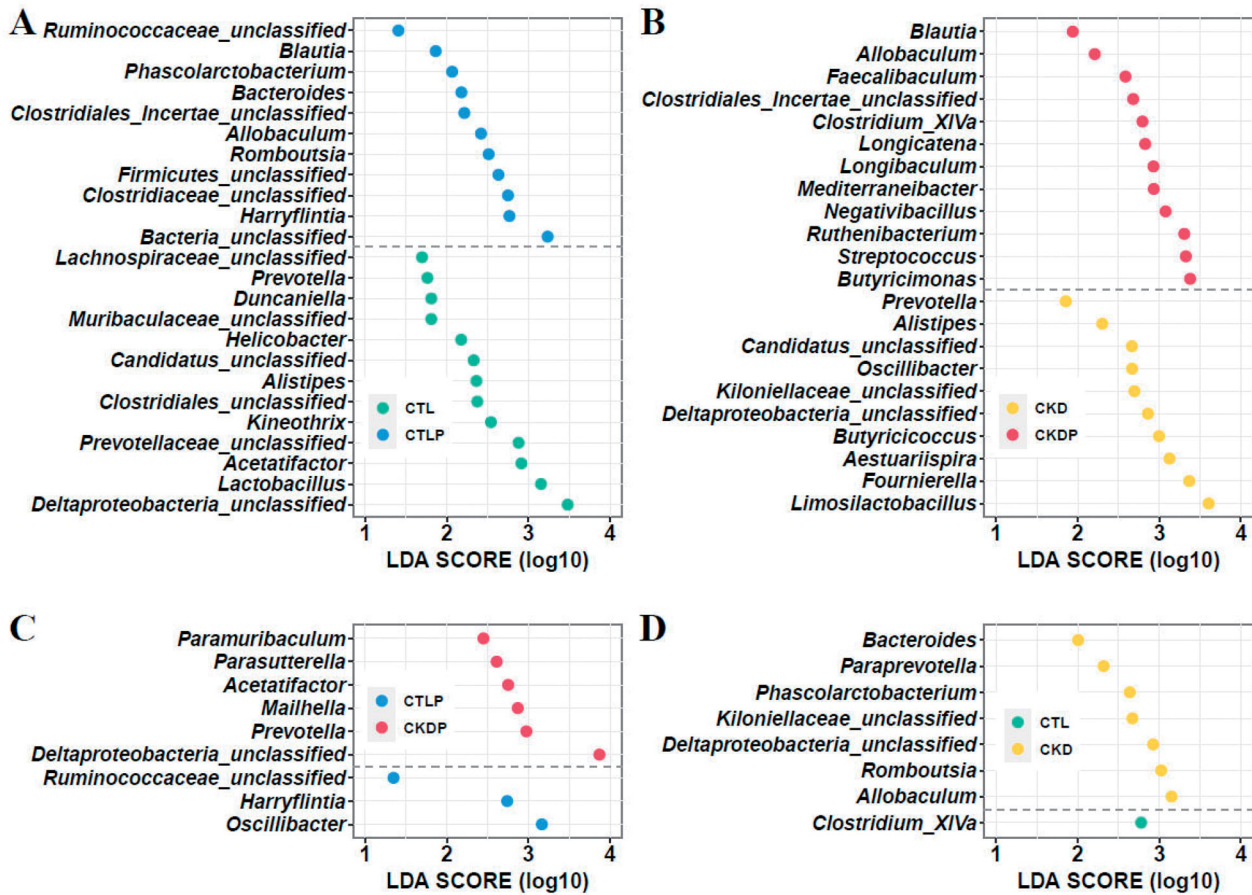 A
Ruminococcaceae_unclassified
Blautia
Phascolarctobacterium
Bacteroides
Clostridiales_Incertae_unclassified
Allobaculum
Romboutsia
Firmicutes_unclassified
Clostridiaceae_unclassified
Harryflintia
Bacteria_unclassified
Lachnospiraceae_unclassified
Prevotella
Duncaniella
Muribaculaceae_unclassified
Helicobacter
Candidatus_unclassified
Alistipes
Clostridiales_unclassified
Kineothrix
Prevotellaceae_unclassified
Acetatifactor
Lactobacillus
Deltaproteobacteria_unclassified
CTL
CTLP
1 2 3 4
LDA SCORE (log10)
B
Blautia
Allobaculum
Faecalibaculum
Clostridiales_Incertae_unclassified
Clostridium_XIVa
Longicatena
Longibaculum
Mediterraneibacter
Negativibacillus
Ruthenibacterium
Streptococcus
Butyricimonas
Prevotella
Alistipes
Candidatus_unclassified
Oscillibacter
Kiloniellaceae_unclassified
Deltaproteobacteria_unclassified
Butyricicoccus
Aestuariispira
Fournierella
Limosilactobacillus
CKD
CKDP
1 2 3 4
LDA SCORE (log10)
C
Paramuribaculum
Parasutterella
Acetatifactor
Mailhella
Prevotella
Deltaproteobacteria_unclassified
Ruminococcaceae_unclassified
Harryflintia
Oscillibacter
CTLP
CKDP
1 2 3 4
LDA SCORE (log10)
D
Bacteroides
Paraprevotella
Phascolarctobacterium
Kiloniellaceae_unclassified
Deltaproteobacteria_unclassified
Romboutsia
Allobaculum
Clostridium_XIVa
CTL
CKD
1 2 3 4
LDA SCORE (log10)